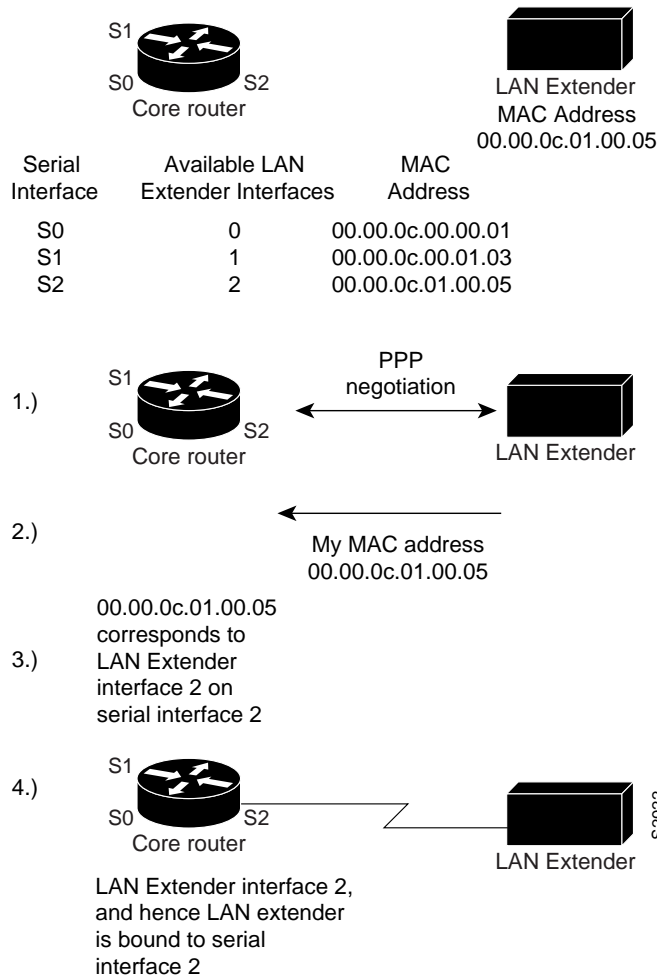 S1
S0
S2
Core router
LAN Extender
MAC Address
00.00.0c.01.00.05
Serial Interface
Available LAN Extender Interfaces
MAC Address
S0 0 00.00.0c.00.00.01
S1 1 00.00.0c.00.01.03
S2 2 00.00.0c.01.00.05
1.)
S1
S0
S2
Core router
PPP
negotiation
LAN Extender
2.)
My MAC address
00.00.0c.01.00.05
3.)
00.00.0c.01.00.05
corresponds to
LAN Extender
interface 2 on
serial interface 2
4.)
S1
S0
S2
Core router
LAN Extender
LAN Extender interface 2,
and hence LAN extender
is bound to serial
interface 2